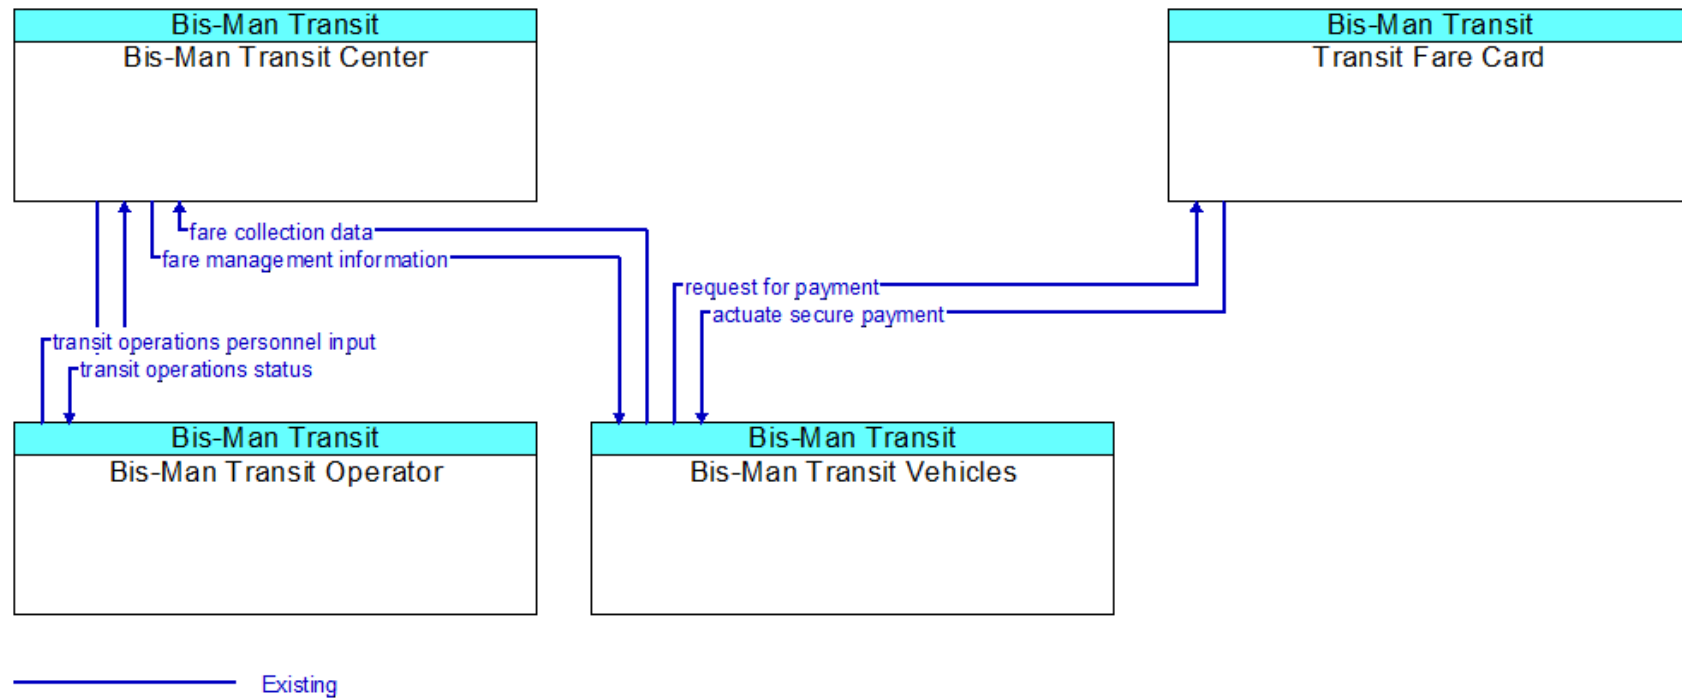 Bis-Man Transit
Bis-Man Transit Center
Bis-Man Transit
Transit Fare Card
fare collection data
fare management information
request for payment
actuate secure payment
transit operations personnel input
transit operations status
Bis-Man Transit
Bis-Man Transit Operator
Bis-Man Transit
Bis-Man Transit Vehicles
Existing